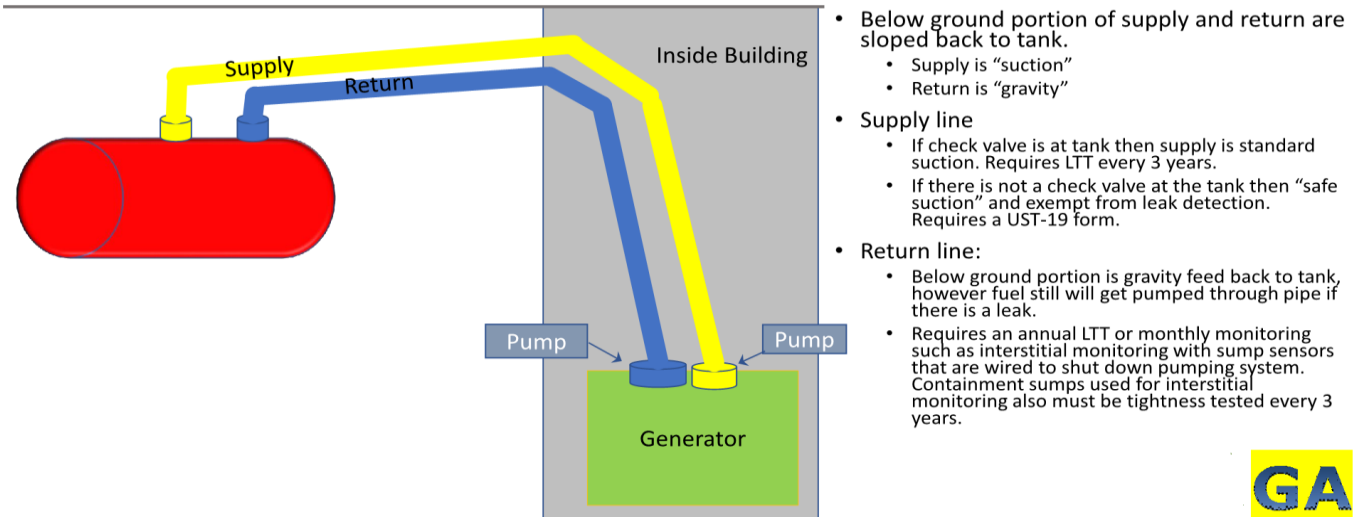 Supply
Return
Inside Building
Pump
Pump
Generator
• Below ground portion of supply and return are
sloped back to tank.
• Supply is “suction”
• Return is “gravity”
• Supply line
• If check valve is at tank then supply is standard
suction. Requires LTT every 3 years.
• If there is not a check valve at the tank then “safe
suction” and exempt from leak detection.
Requires a UST-19 form.
• Return line:
• Below ground portion is gravity feed back to tank,
however fuel still will get pumped through pipe if
there is a leak.
• Requires an annual LTT or monthly monitoring
such as interstitial monitoring with sump sensors
that are wired to shut down pumping system.
Containment sumps used for interstitial
monitoring also must be tightness tested every 3
years.
GA